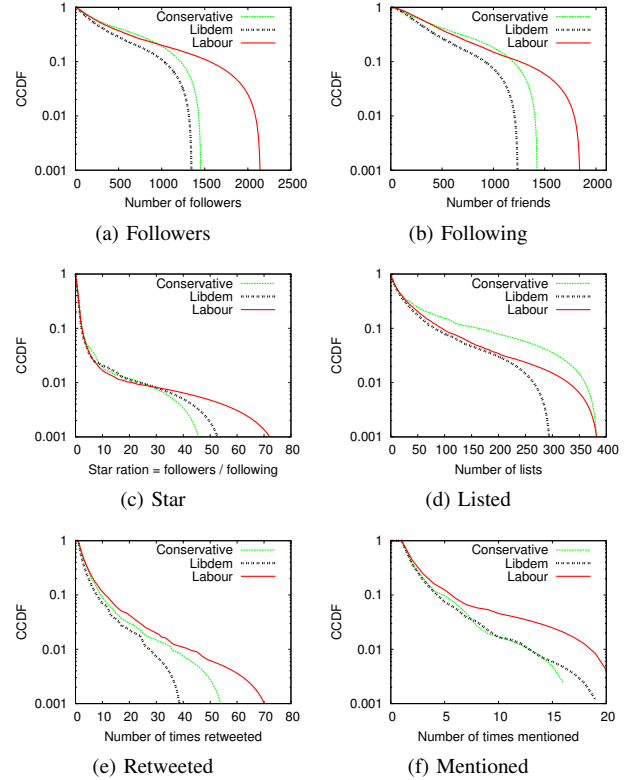 Conservative
Libdem
Labour
CCDF
1
0.1
0.01
0.001
0 500 1000 1500 2000 2500
Number of followers
(a) Followers
Conservative
Libdem
Labour
CCDF
1
0.1
0.01
0.001
0 500 1000 1500 2000
Number of friends
(b) Following
Conservative
Libdem
Labour
CCDF
1
0.1
0.01
0.001
0 10 20 30 40 50 60 70 80
Star ration = followers / following
(c) Star
Conservative
Libdem
Labour
CCDF
1
0.1
0.01
0.001
0 50 100 150 200 250 300 350 400
Number of lists
(d) Listed
Conservative
Libdem
Labour
CCDF
1
0.1
0.01
0.001
0 10 20 30 40 50 60 70 80
Number of times retweeted
(e) Retweeted
Conservative
Libdem
Labour
CCDF
1
0.1
0.01
0.001
0 5 10 15 20
Number of times mentioned
(f) Mentioned